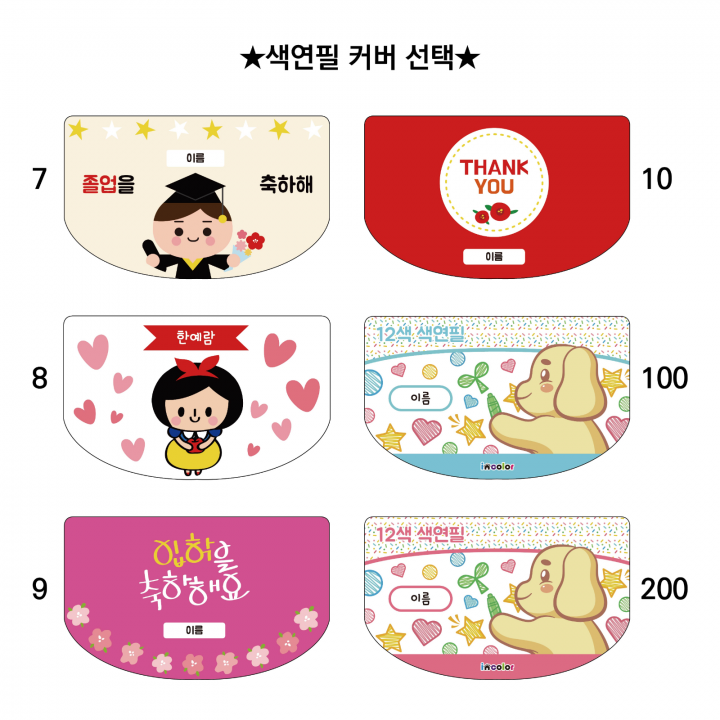 ★색연필 커버 선택★
7
이름
졸업을 축하해
10
THANK
YOU
이름
8
한예람
100
12색 색연필
이름
incolor
9
입학을
축하해요
이름
200
12색 색연필
이름
incolor